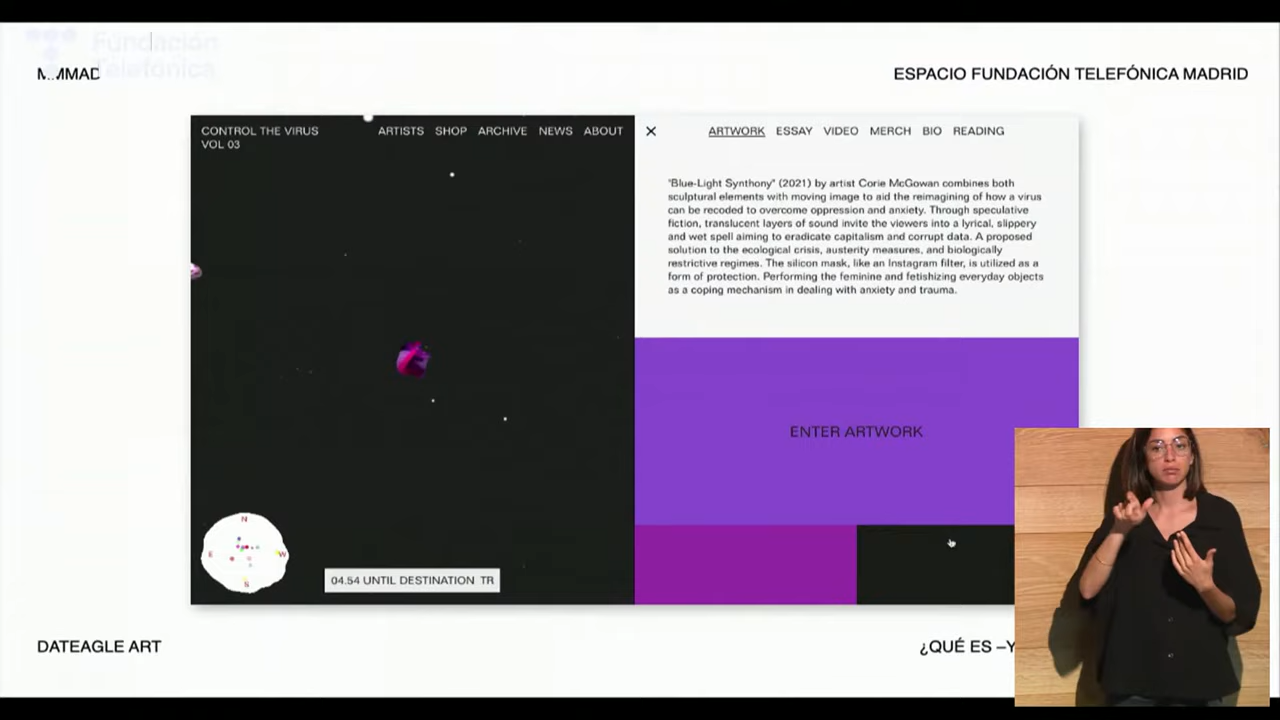 Fundación
Telefónica
ESPACIO FUNDACIÓN TELEFÓNICA MADRID
CONTROL THE VIRUS
VOL 03
ARTISTS SHOP ARCHIVE NEWS ABOUT
ARTWORK ESSAY VIDEO MERCH BIO READING
"Blue-Light Synthony" (2021) by artist Corie McGowan combines both
sculptural elements with moving image to aid the reimagining of how a virus
can be recoded to overcome oppression and anxiety. Through speculative
fiction, translucent layers of sound invite the viewers into a lyrical, slippery
and wet spell aiming to eradicate capitalism and corrupt data. A proposed
solution to the ecological crisis, austerity measures, and biologically
restrictive regimes. The silicon mask, like an Instagram filter, is utilized as a
form of protection. Performing the feminine and fetishizing everyday objects
as a coping mechanism in dealing with anxiety and trauma.
ENTER ARTWORK
N
E W
S
04.54 UNTIL DESTINATION TR
DATEAGLE ART
¿QUÉ ES –Y